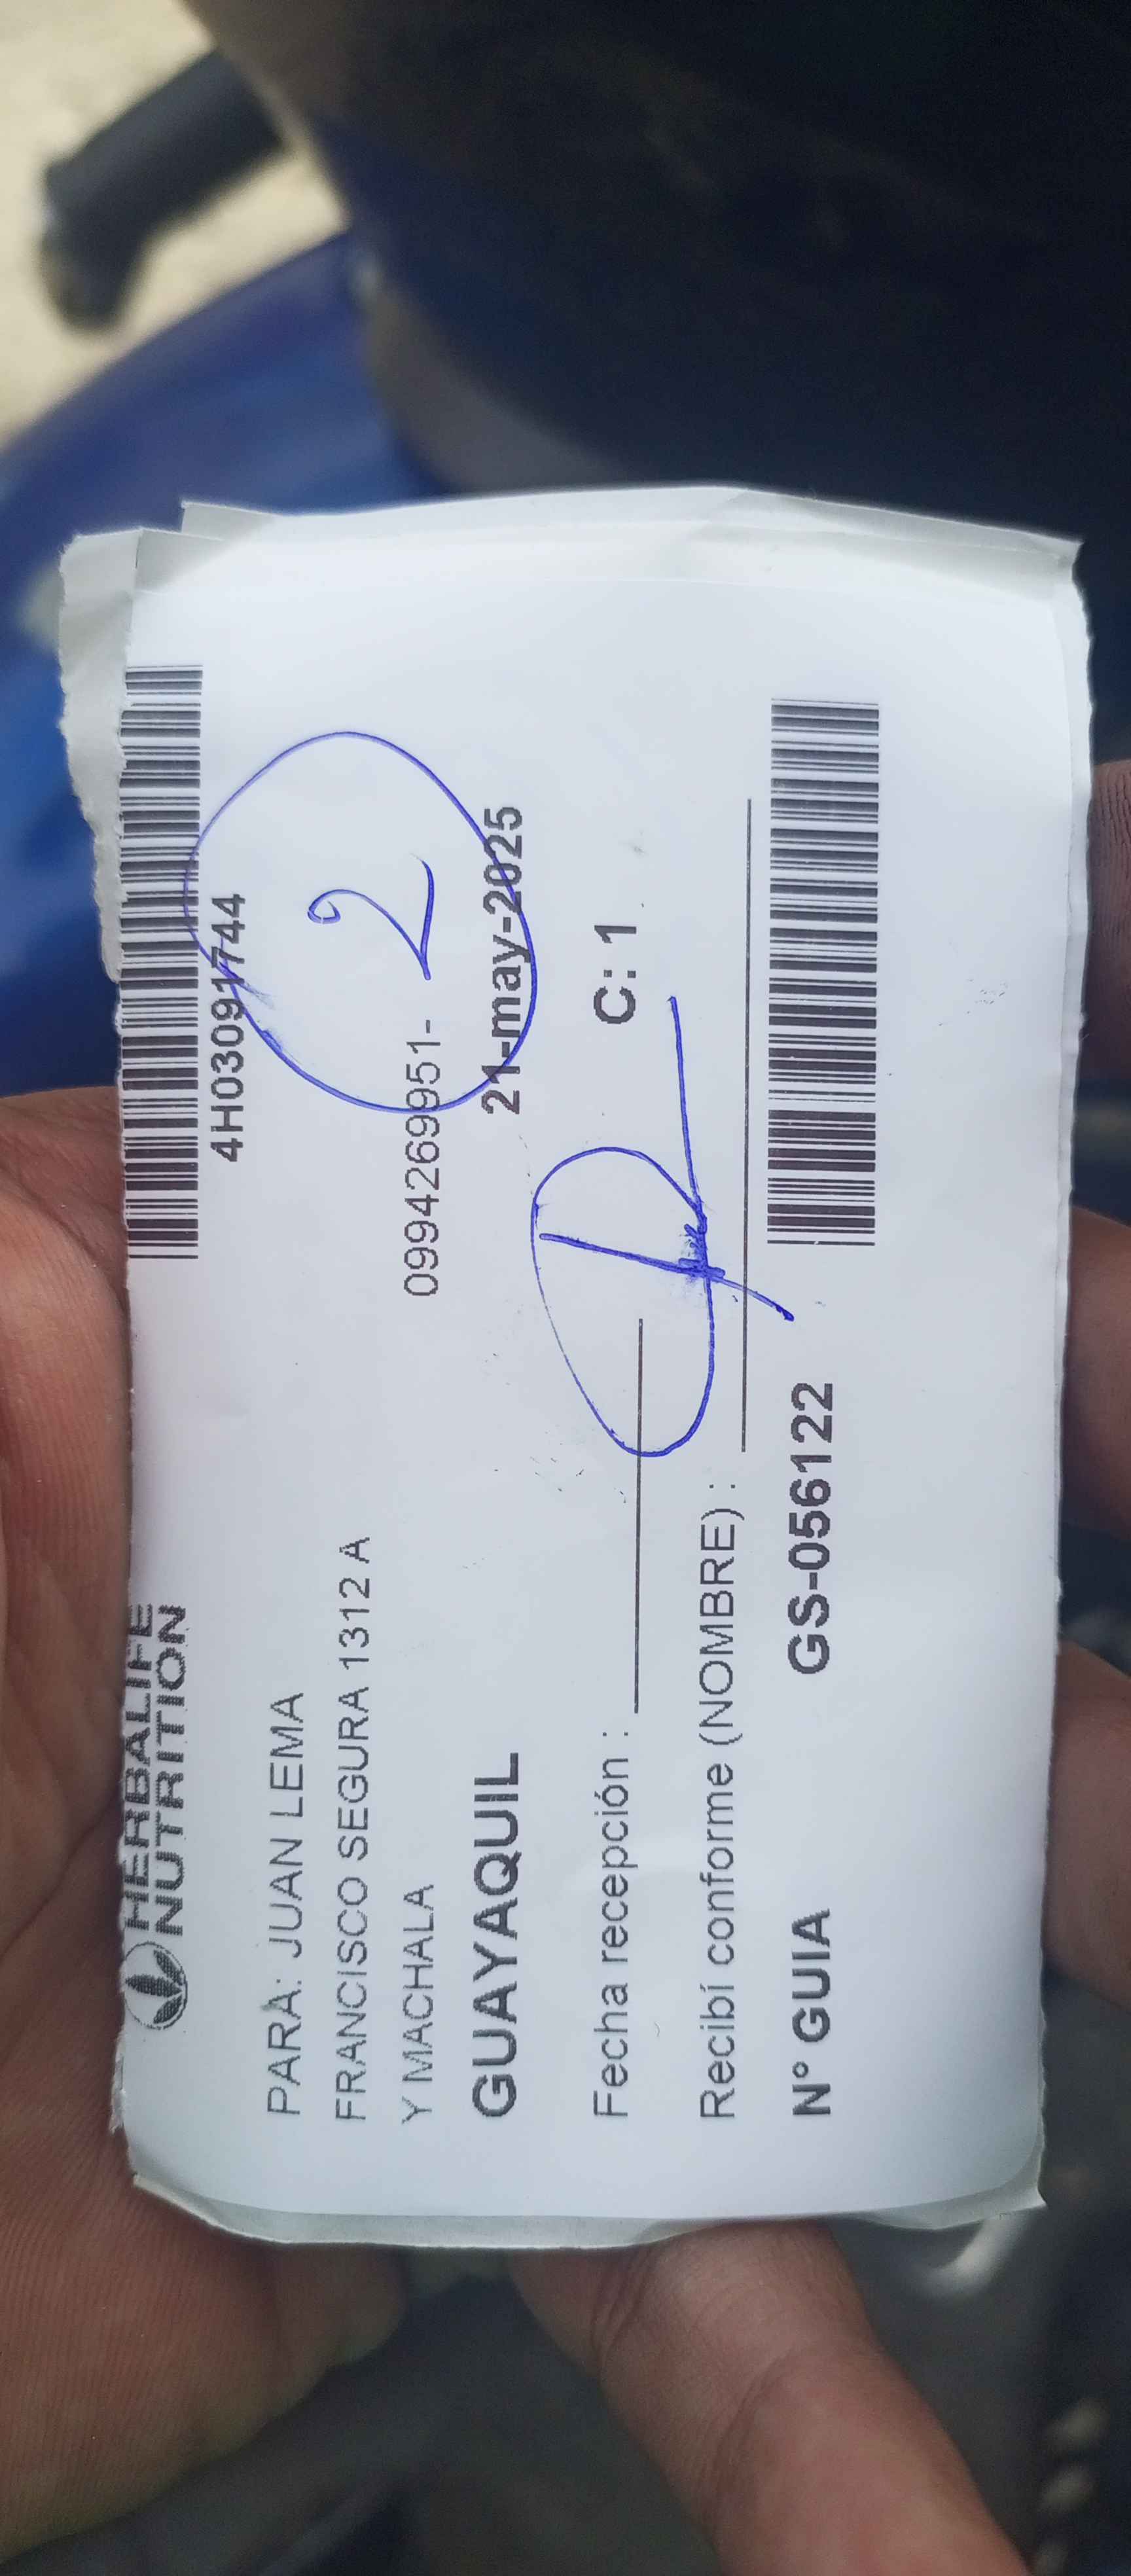 HERBALIFE
NUTRITION
4H03091744
PARA: JUAN LEMA
FRANCISCO SEGURA 1312 A
Y MACHALA
0994269951-
2
GUAYAQUIL
21-may-2025
Fecha recepción :
C: 1
Recibí conforme (NOMBRE) :
N° GUIA
GS-056122